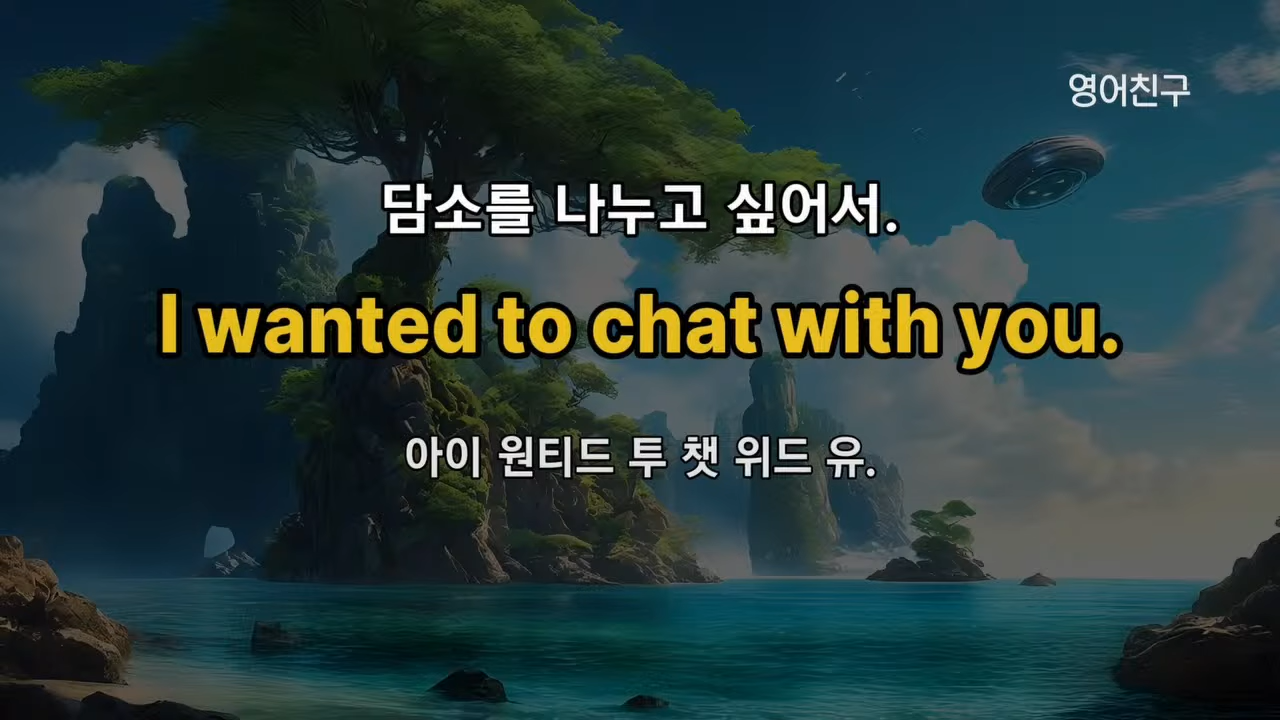 영어친구
담소를 나누고 싶어서.
I wanted to chat with you.
아이 원티드 투 챗 위드 유.